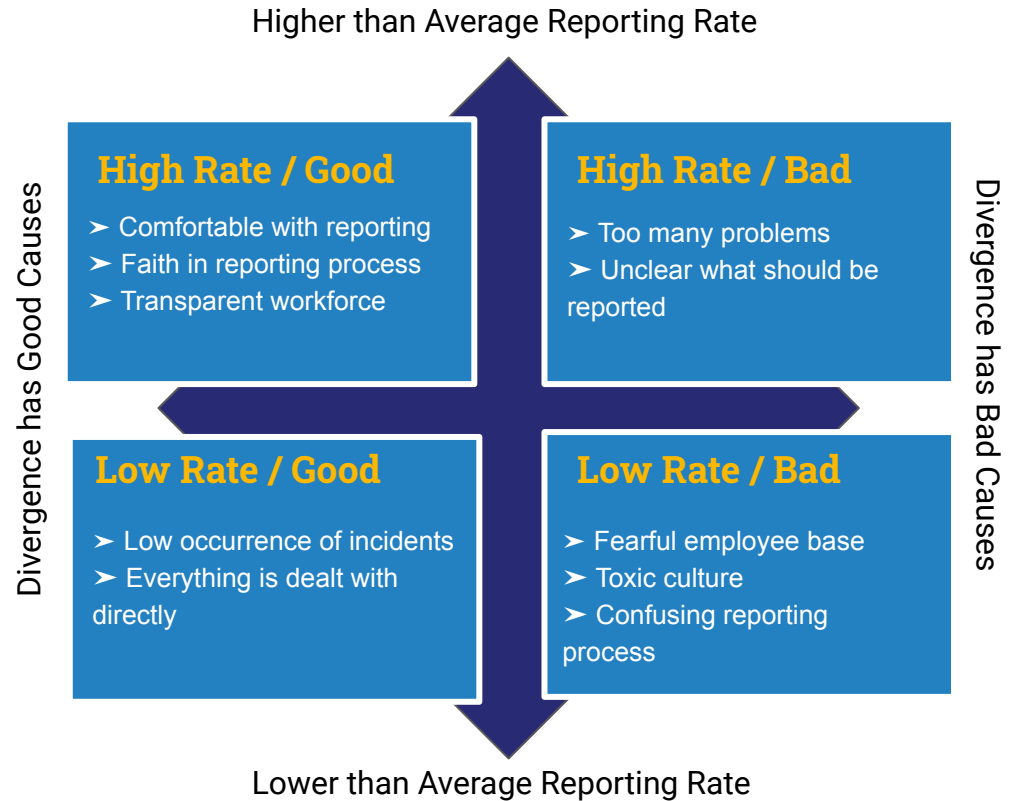 Higher than Average Reporting Rate
Divergence has Good Causes
High Rate / Good
➢ Comfortable with reporting
➢ Faith in reporting process
➢ Transparent workforce
High Rate / Bad
➢ Too many problems
➢ Unclear what should be
reported
Divergence has Bad Causes
Low Rate / Good
➢ Low occurrence of incidents
➢ Everything is dealt with
directly
Low Rate / Bad
➢ Fearful employee base
➢ Toxic culture
➢ Confusing reporting
process
Lower than Average Reporting Rate